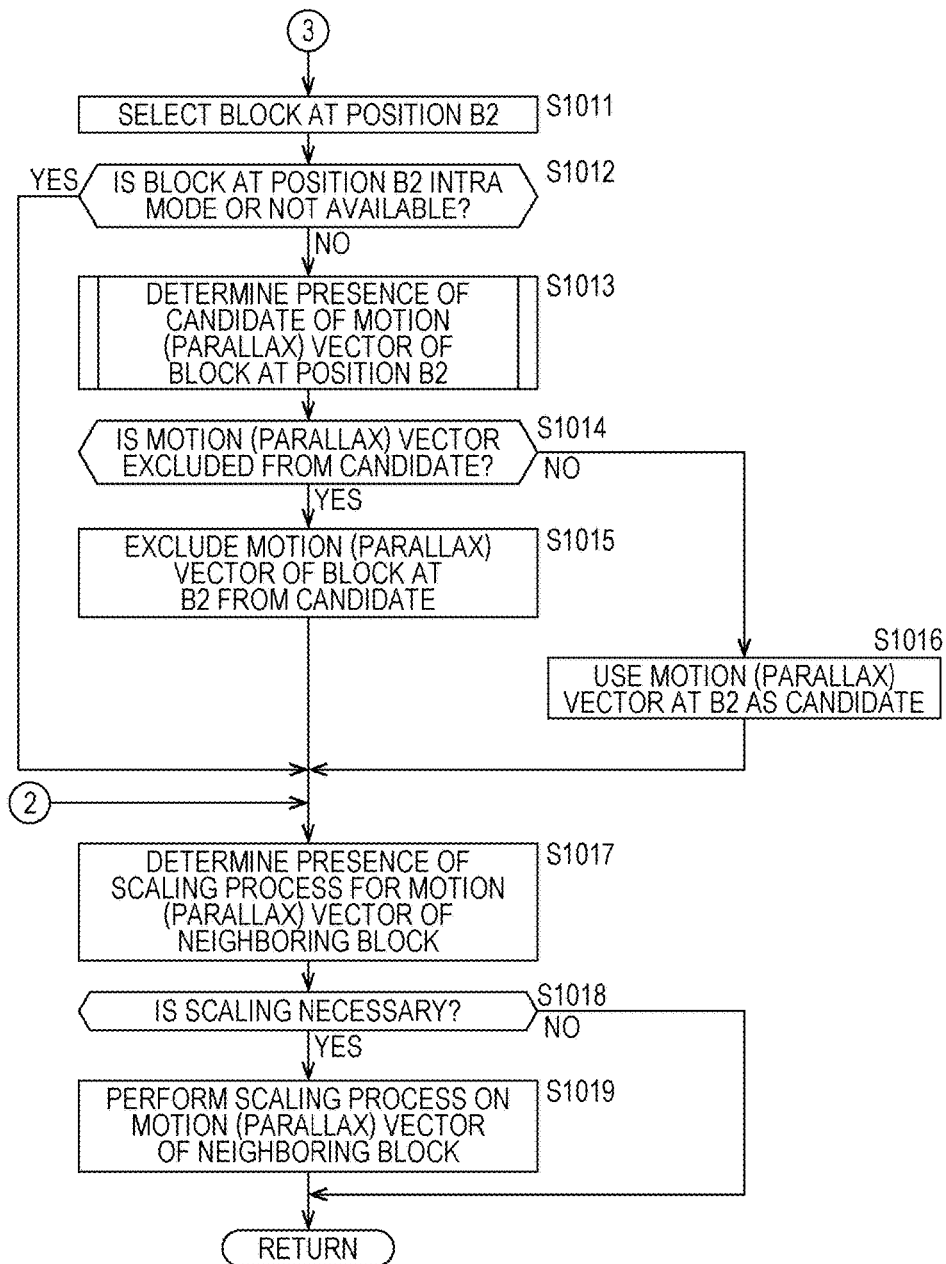 3
SELECT BLOCK AT POSITION B2
S1011
YES
IS BLOCK AT POSITION B2 INTRA
MODE OR NOT AVAILABLE?
S1012
NO
DETERMINE PRESENCE OF
CANDIDATE OF MOTION
(PARALLAX) VECTOR OF
BLOCK AT POSITION B2
S1013
IS MOTION (PARALLAX) VECTOR
EXCLUDED FROM CANDIDATE?
S1014
NO
YES
EXCLUDE MOTION (PARALLAX)
VECTOR OF BLOCK AT
B2 FROM CANDIDATE
S1015
S1016
USE MOTION (PARALLAX)
VECTOR AT B2 AS CANDIDATE
2
DETERMINE PRESENCE OF
SCALING PROCESS FOR MOTION
(PARALLAX) VECTOR OF
NEIGHBORING BLOCK
S1017
IS SCALING NECESSARY?
S1018
NO
YES
PERFORM SCALING PROCESS ON
MOTION (PARALLAX) VECTOR
OF NEIGHBORING BLOCK
S1019
RETURN